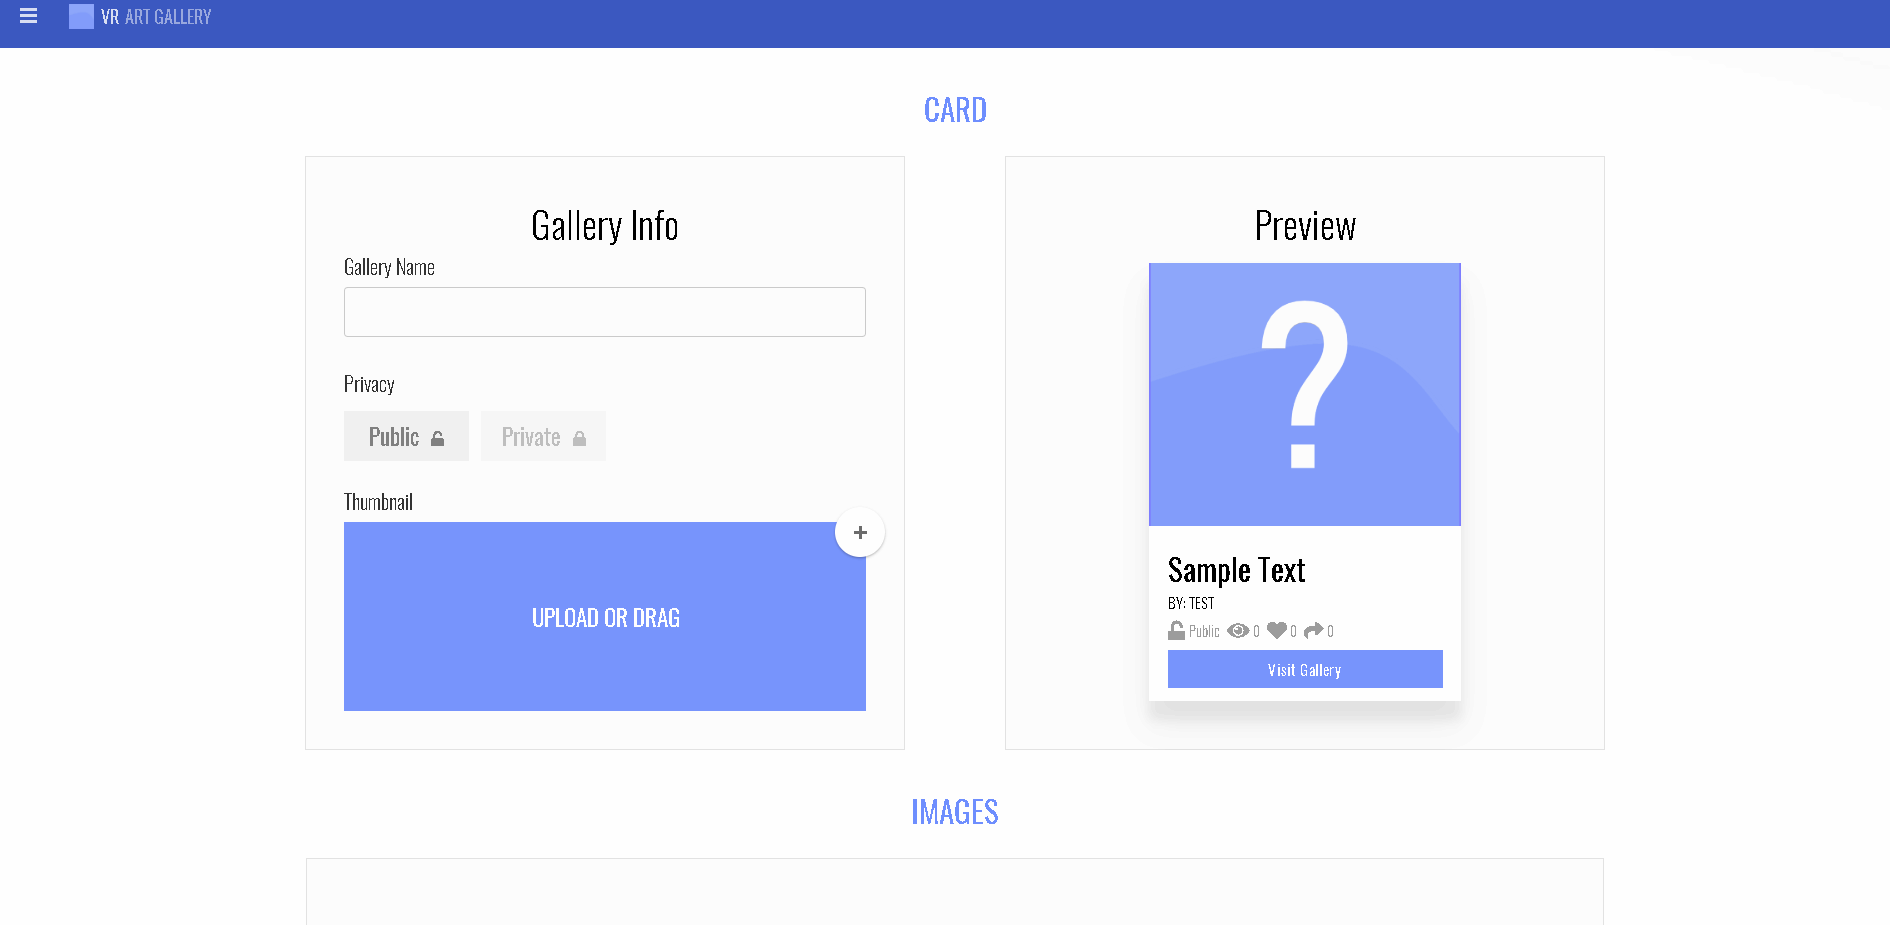 VR ART GALLERY
CARD
Gallery Info
Gallery Name
Privacy
Public
Private
Thumbnail
+
UPLOAD OR DRAG
Preview
?
Sample Text
BY: TEST
Public 0 0 0
Visit Gallery
IMAGES